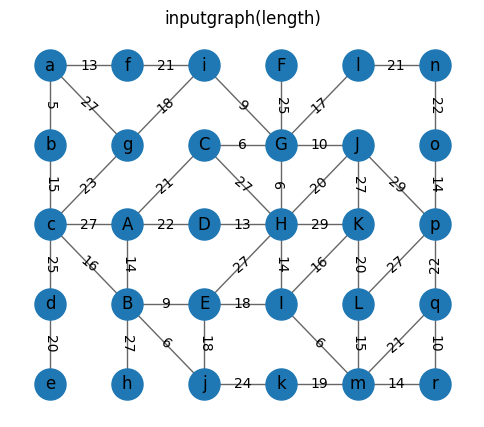 inputgraph(length)
a 13 f 21 i F l 21 n
5 27 18 9 25 17 22
b g C 6 G 10 J o
15 23 21 27 6 20 27 29 14
c 27 A 22 D 13 H 29 K p
25 16 14 27 14 16 20 27 22
d B 9 E 18 I L q
20 27 6 18 6 15 21 10
e h j 24 k 19 m 14 r